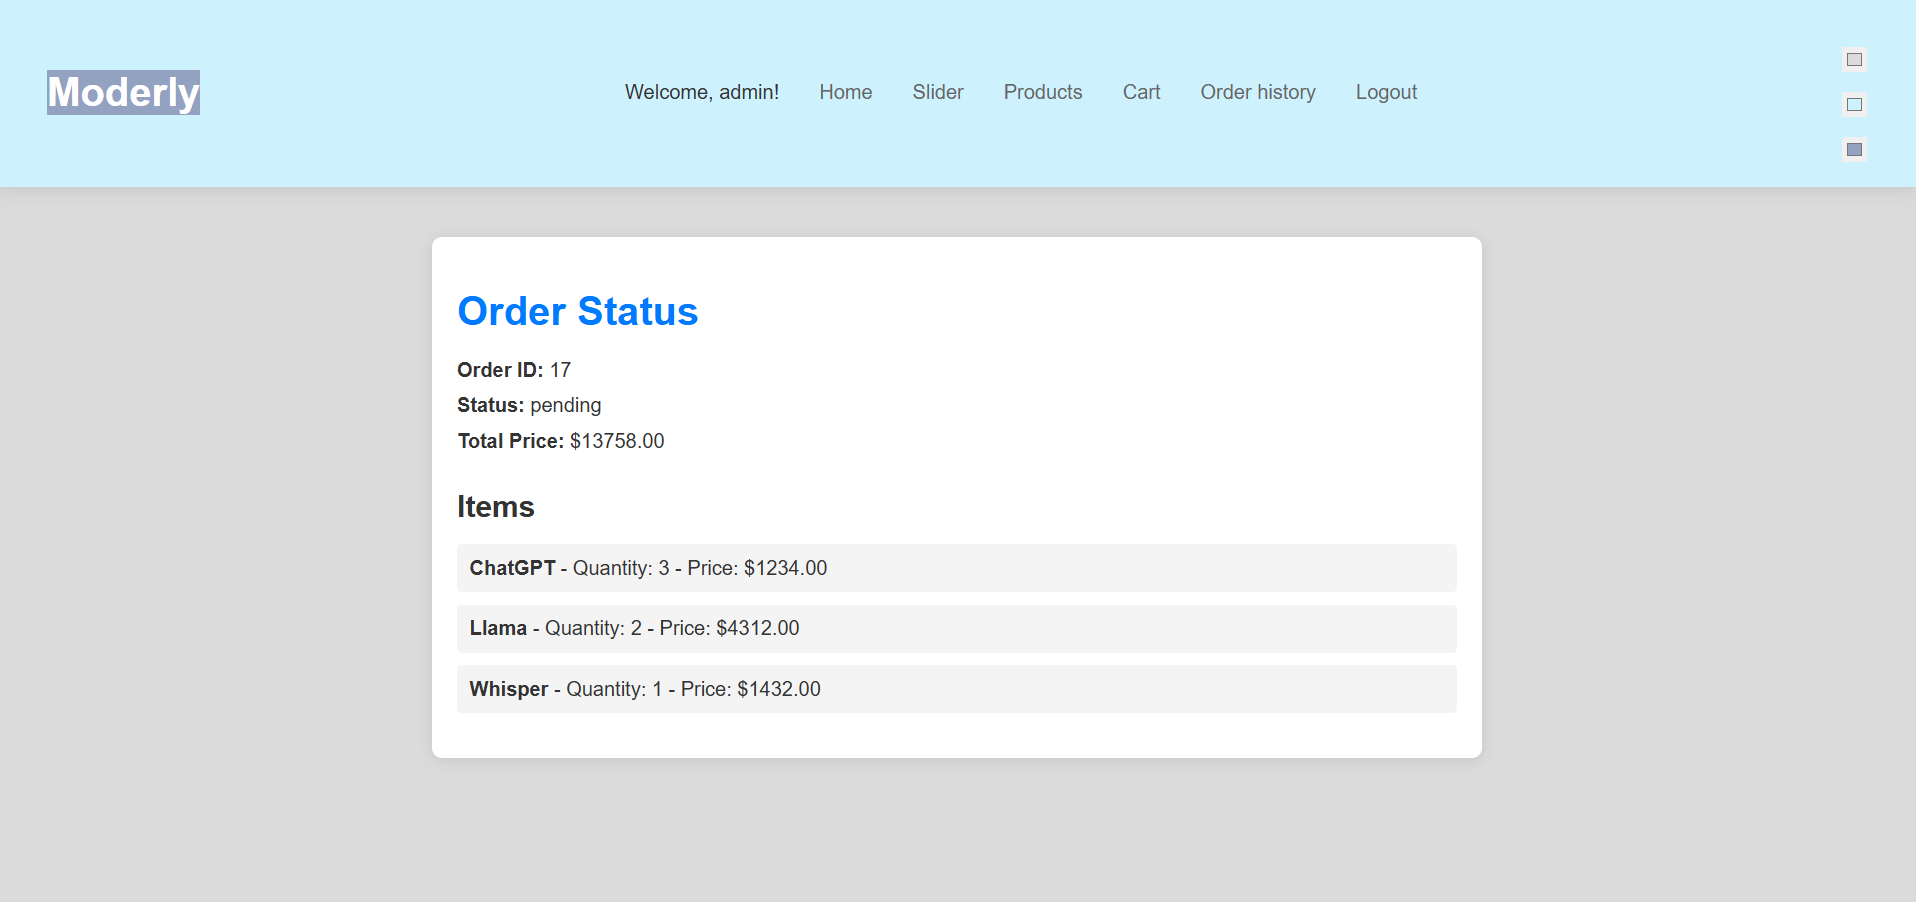 Moderly
Welcome, admin! Home Slider Products Cart Order history Logout
Order Status
Order ID: 17
Status: pending
Total Price: $13758.00
Items
ChatGPT - Quantity: 3 - Price: $1234.00
Llama - Quantity: 2 - Price: $4312.00
Whisper - Quantity: 1 - Price: $1432.00